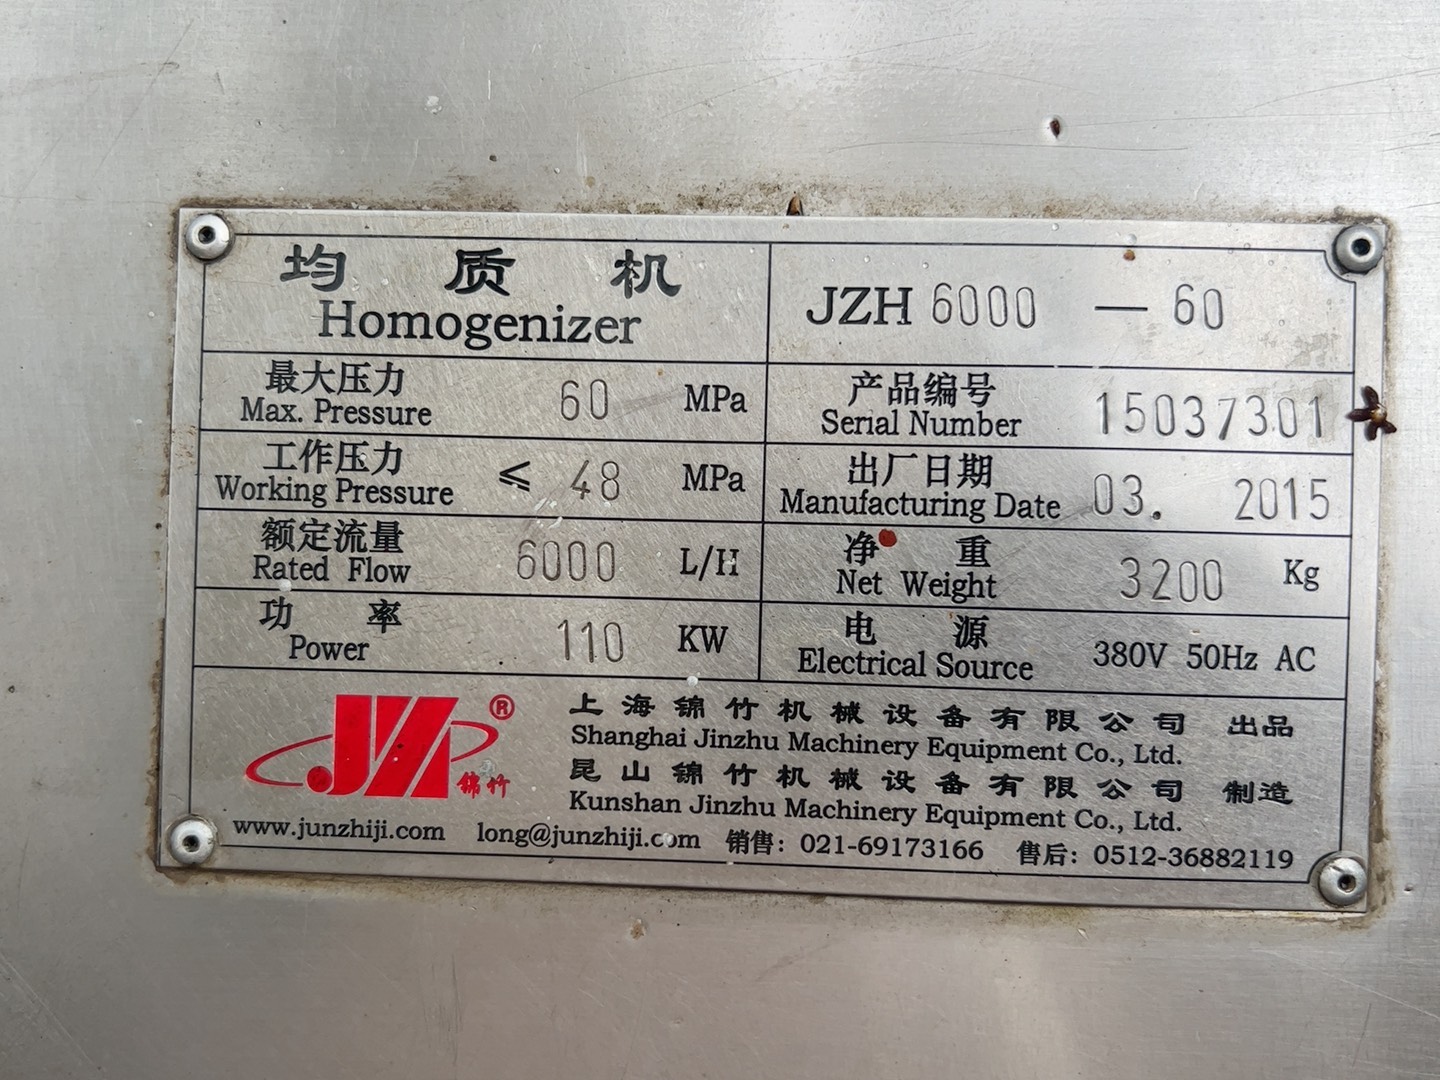 均 质 机
Homogenizer
JZH 6000 — 60
最大压力
Max. Pressure
60 MPa
产品编号
Serial Number
15037301
工作压力
Working Pressure
≤ 48 MPa
出厂日期
Manufacturing Date
03. 2015
额定流量
Rated Flow
6000 L/H
净 重
Net Weight
3200 Kg
功 率
Power
110 KW
电 源
Electrical Source
380V 50Hz AC
JZ®
锦竹
上海锦竹机械设备有限公司 出品
Shanghai Jinzhu Machinery Equipment Co., Ltd.
昆山锦竹机械设备有限公司 制造
Kunshan Jinzhu Machinery Equipment Co., Ltd.
www.junzhiji.com long@junzhiji.com 销售：021-69173166 售后：0512-36882119